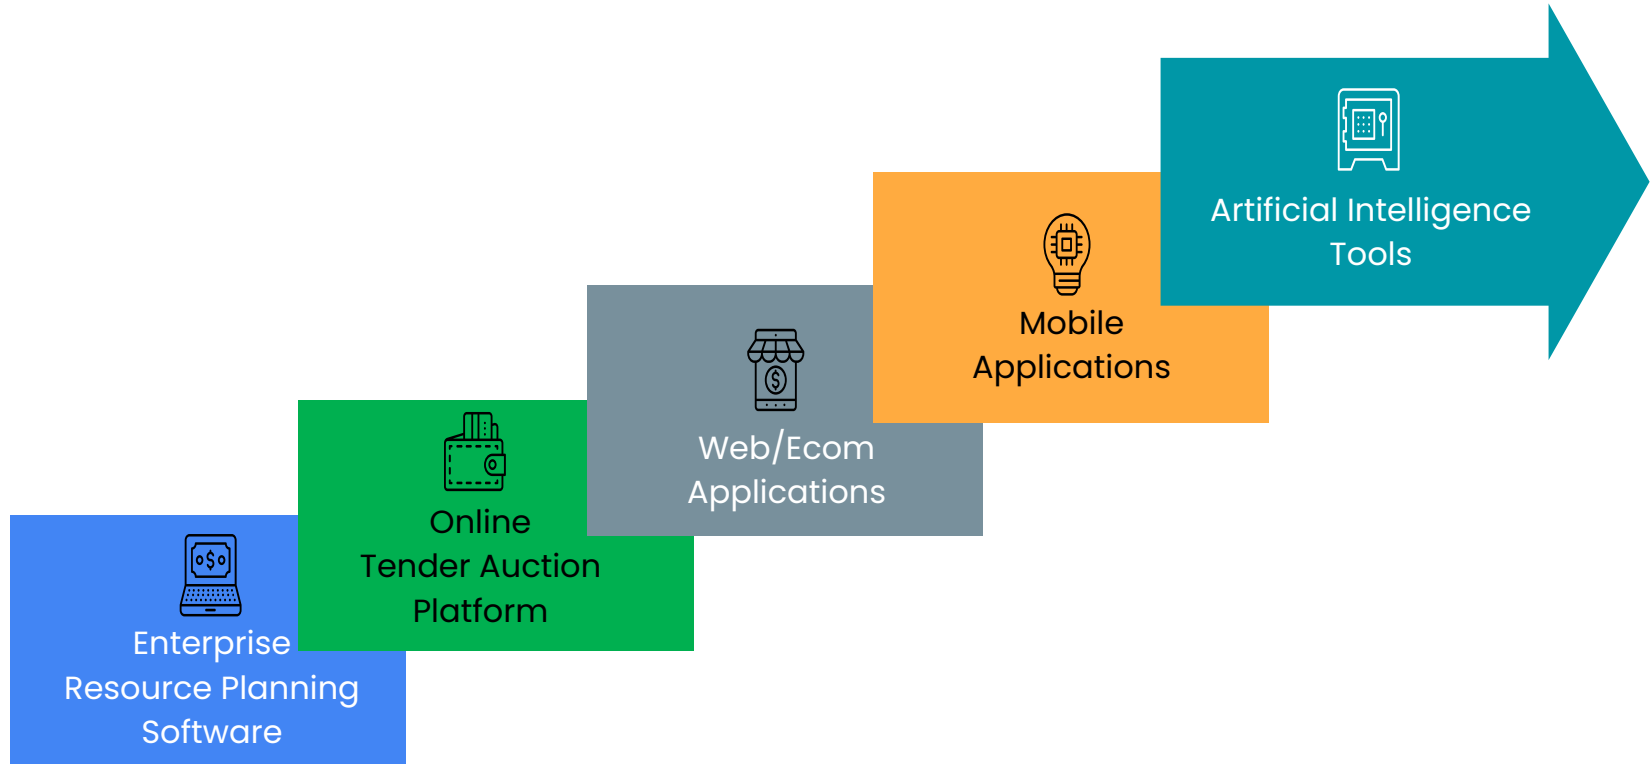 Enterprise
Resource Planning
Software
Online
Tender Auction
Platform
Web/Ecom
Applications
Mobile
Applications
Artificial Intelligence
Tools